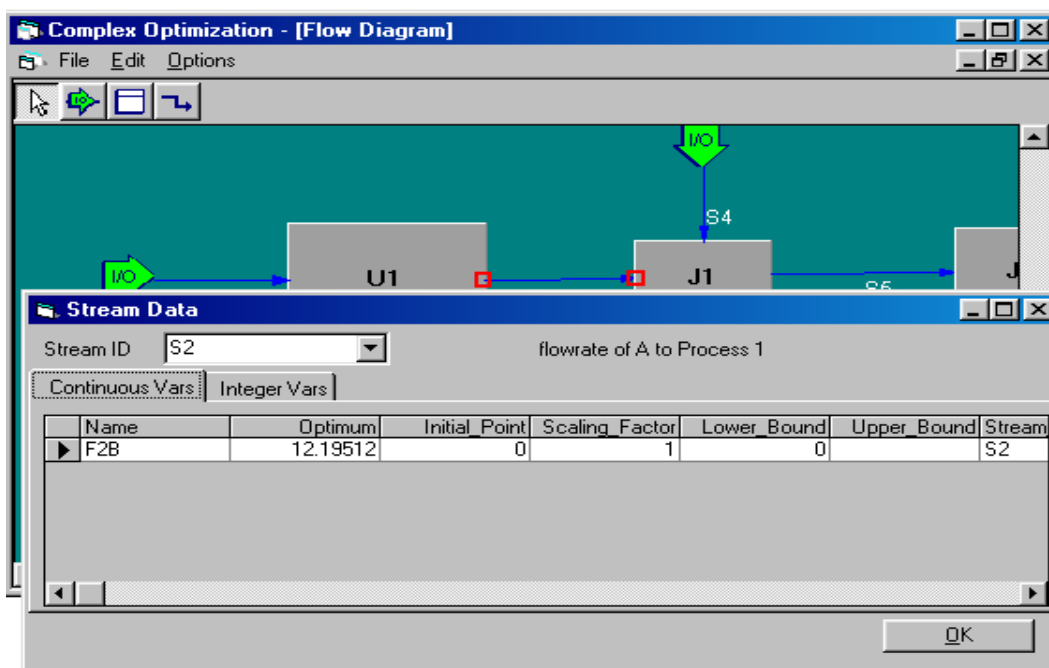 Complex Optimization - [Flow Diagram]
File Edit Options
I/O
S4
I/O U1 J1 J
S5
Stream Data
Stream ID S2 flowrate of A to Process 1
Continuous Vars Integer Vars
Name Optimum Initial_Point Scaling_Factor Lower_Bound Upper_Bound Stream
F2B 12.19512 0 1 0 S2
OK